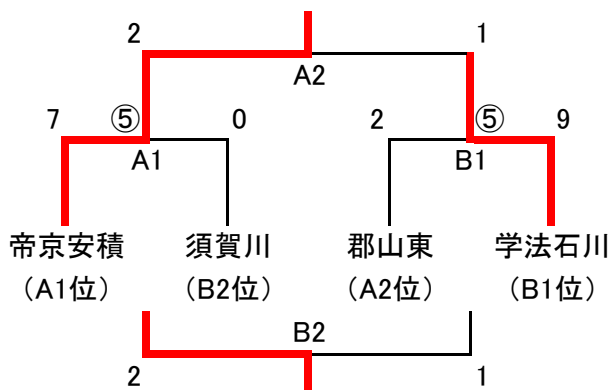 2 1
A2
7 ⑤ 0 2 ⑤ 9
A1 B1
帝京安積 須賀川 郡山東 学法石川
（A1位） （B2位） （A2位） （B1位）
B2
2 1